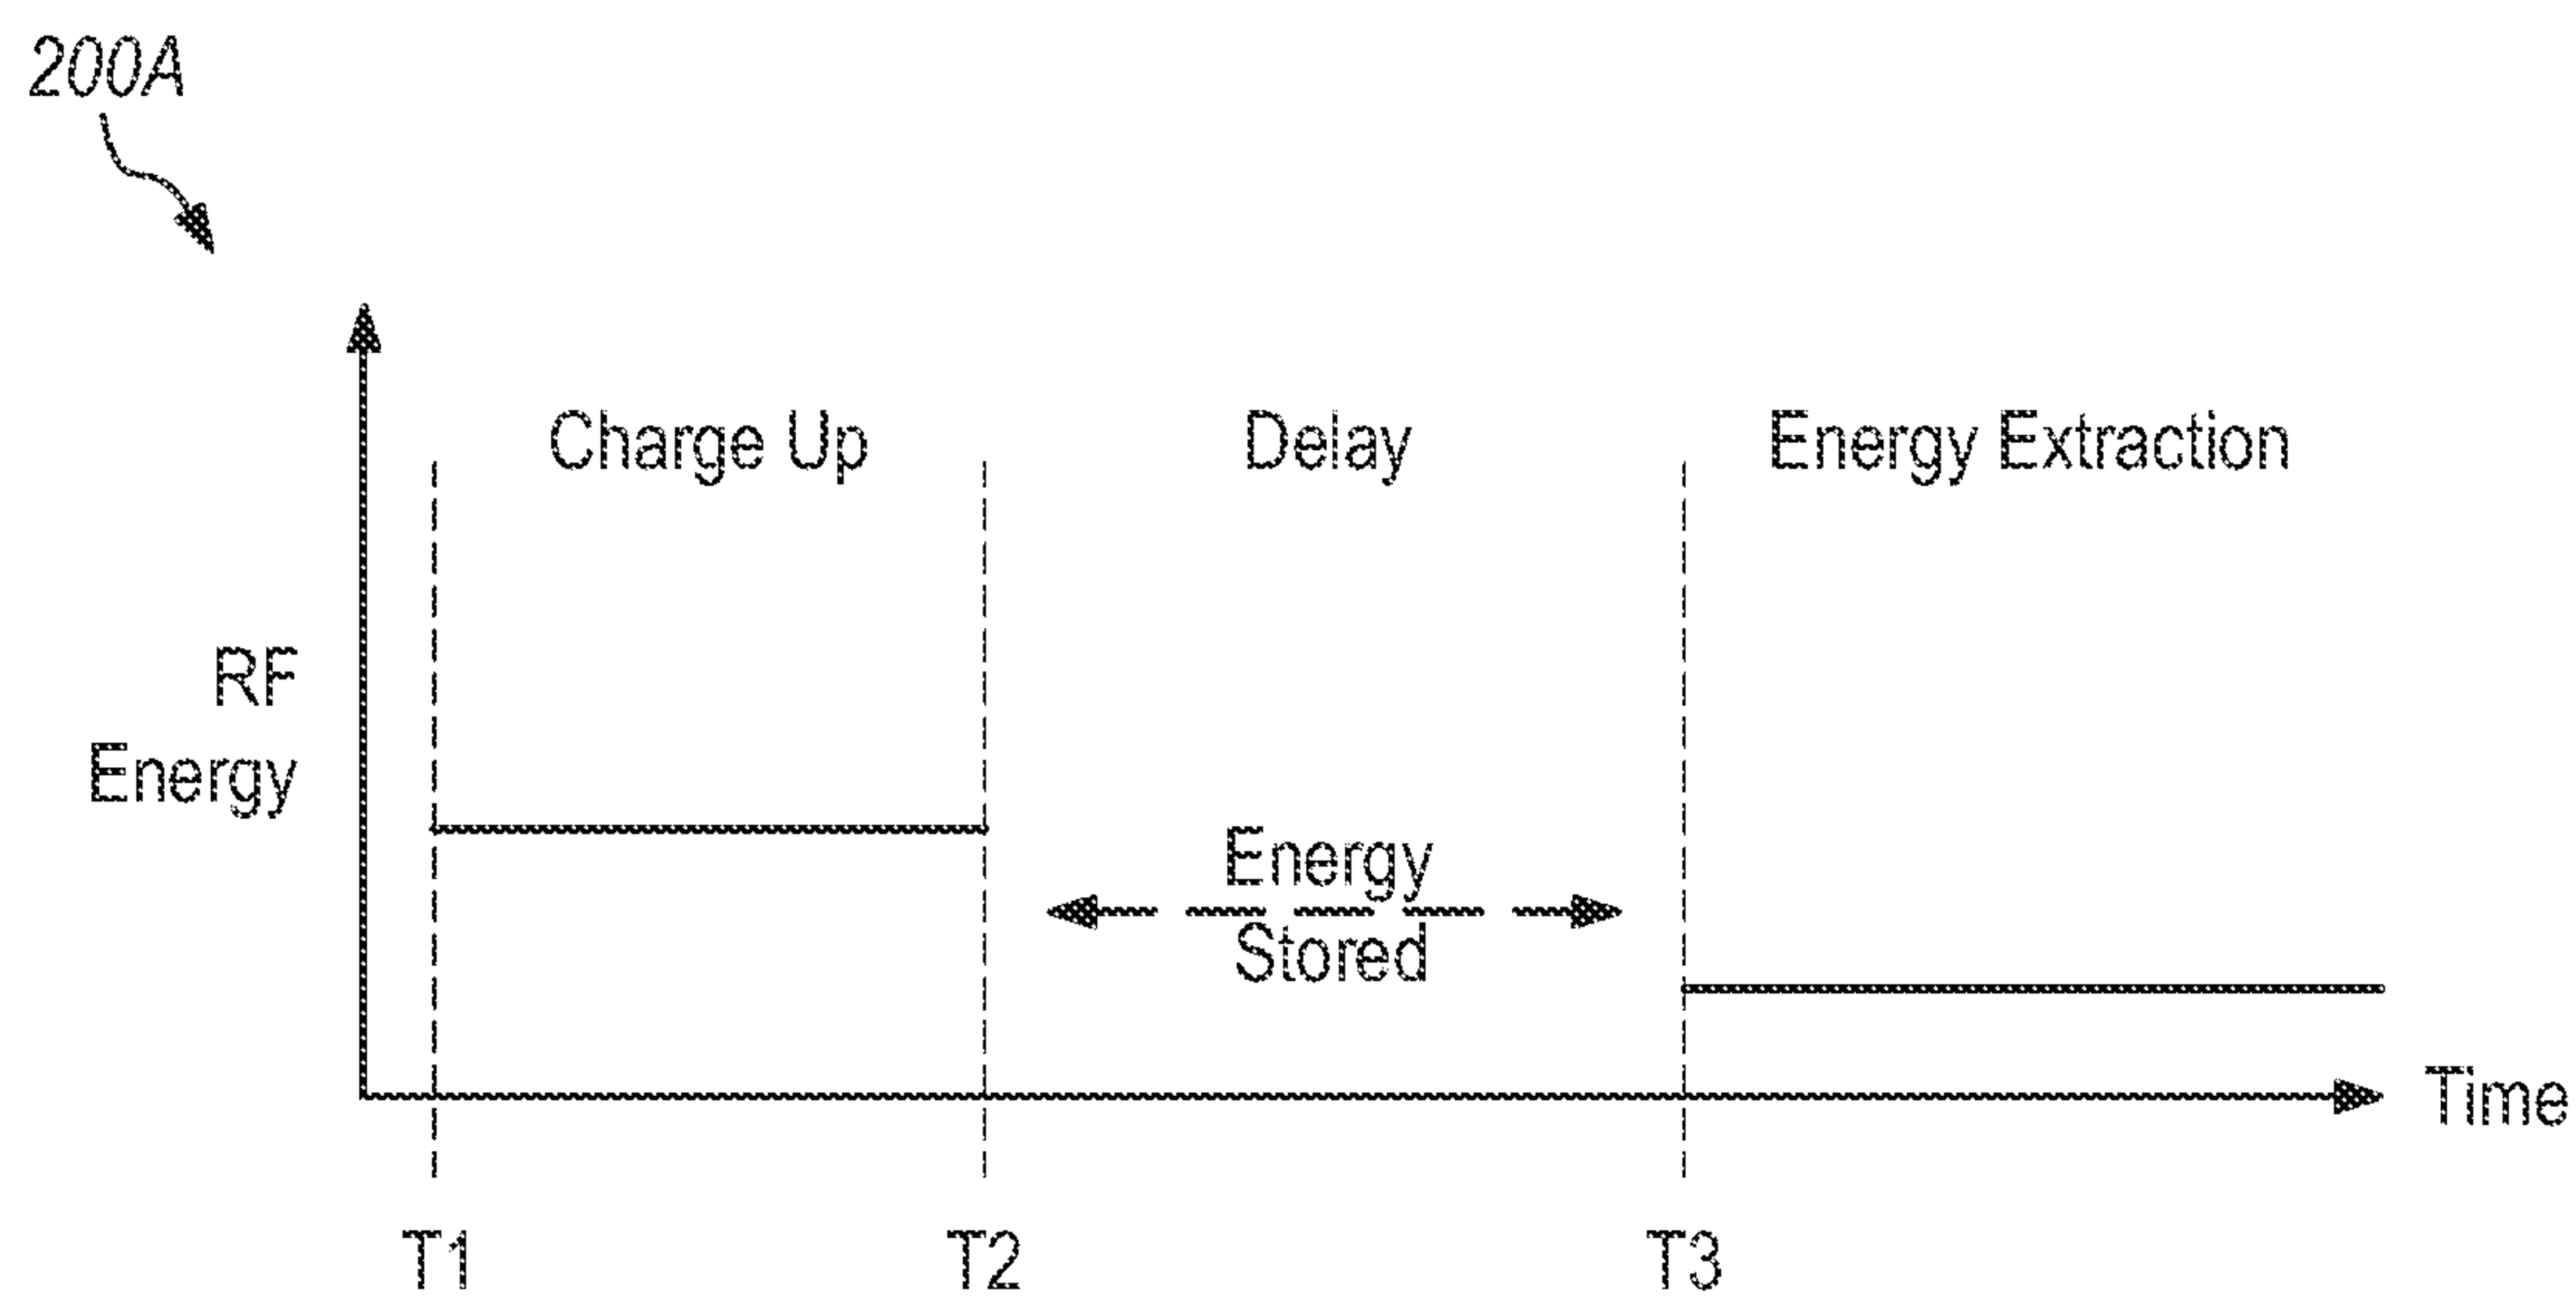 200A
Charge Up
Delay
Energy Extraction
RF
Energy
Energy
Stored
Time
T1
T2
T3